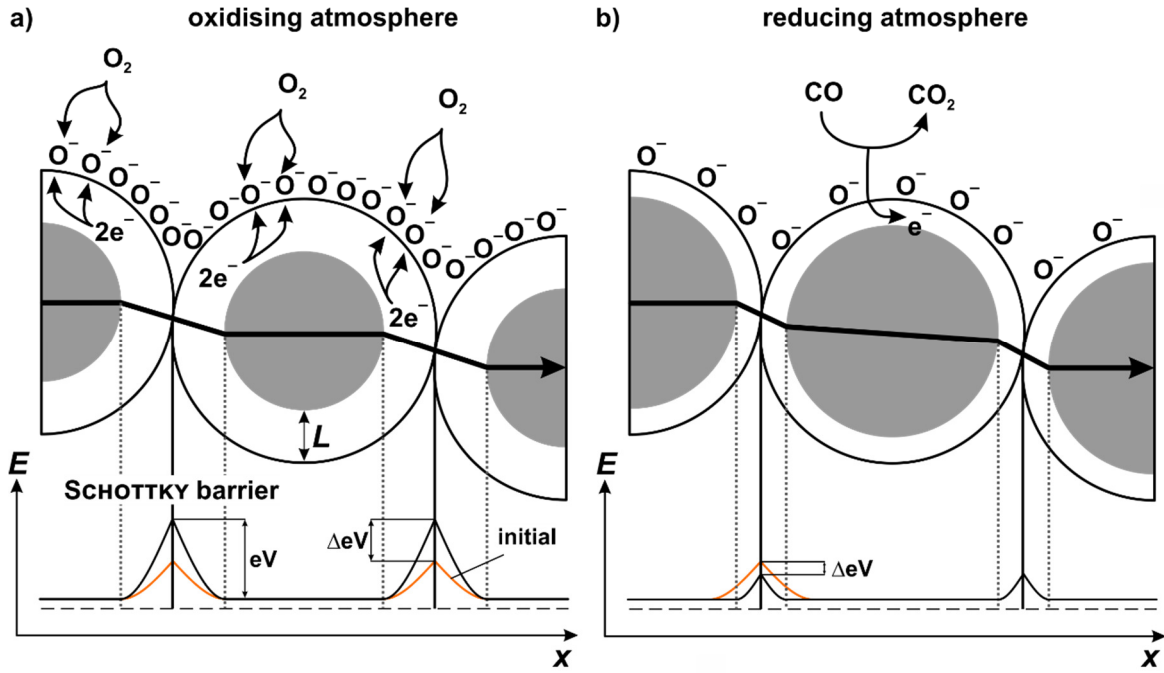 a) oxidising atmosphere
O₂
O₂
O₂
O⁻ O⁻ O⁻ O⁻ O⁻ O⁻ O⁻ O⁻ O⁻ O⁻ O⁻ O⁻ O⁻ O⁻ O⁻ O⁻ O⁻ O⁻ O⁻ O⁻ O⁻
2e⁻
2e⁻
2e⁻
L
E
SCHOTTKY barrier
eV
ΔeV
initial
x
b) reducing atmosphere
CO CO₂
O⁻ O⁻ O⁻ O⁻ O⁻ O⁻ O⁻ O⁻ O⁻ O⁻
e⁻
E
ΔeV
x